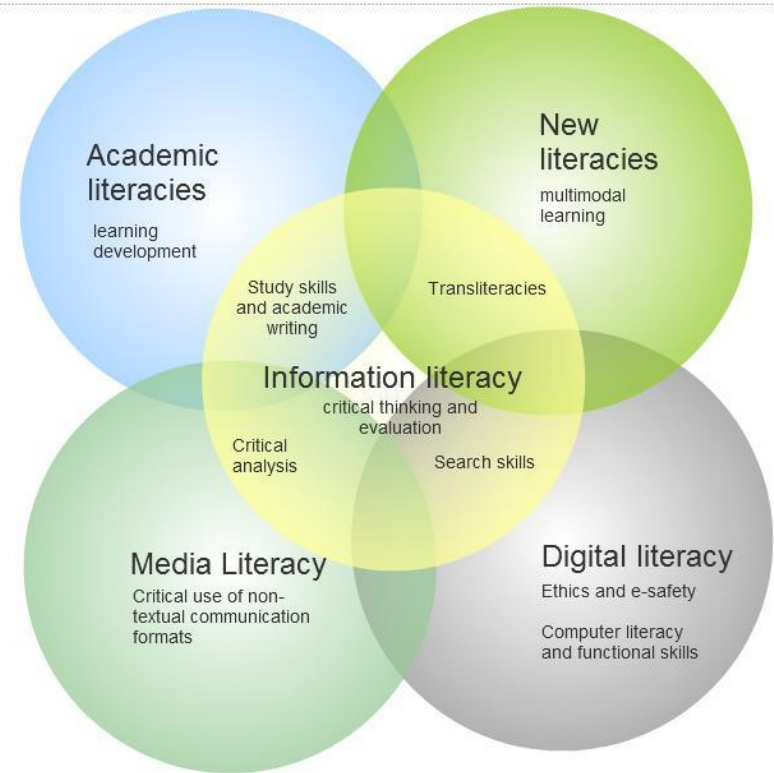 Academic
literacies
learning
development
New
literacies
multimodal
learning
Study skills
and academic
writing
Transliteracies
Information literacy
critical thinking and
evaluation
Critical
analysis
Search skills
Media Literacy
Critical use of non-
textual communication
formats
Digital literacy
Ethics and e-safety
Computer literacy
and functional skills